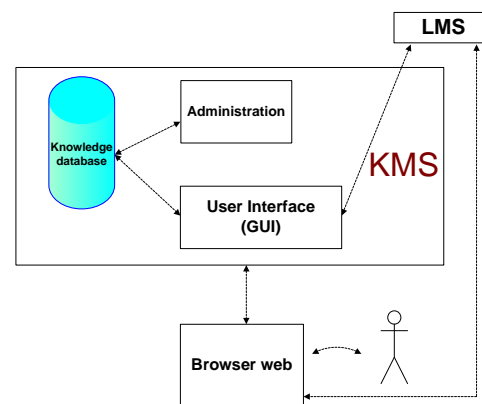 LMS
Administration
Knowledge
database
KMS
User Interface
(GUI)
Browser web